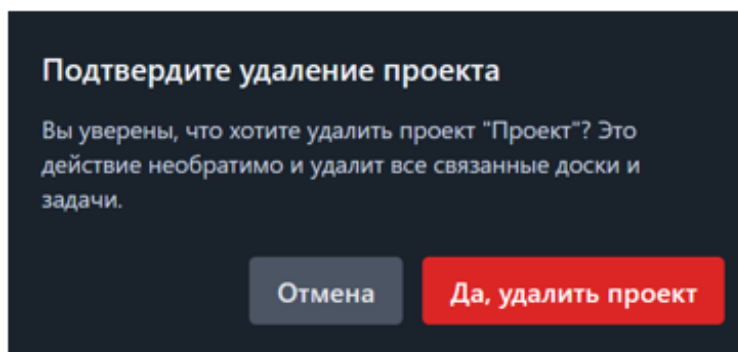 Подтвердите удаление проекта
Вы уверены, что хотите удалить проект "Проект"? Это
действие необратимо и удалит все связанные доски и
задачи.
Отмена
Да, удалить проект